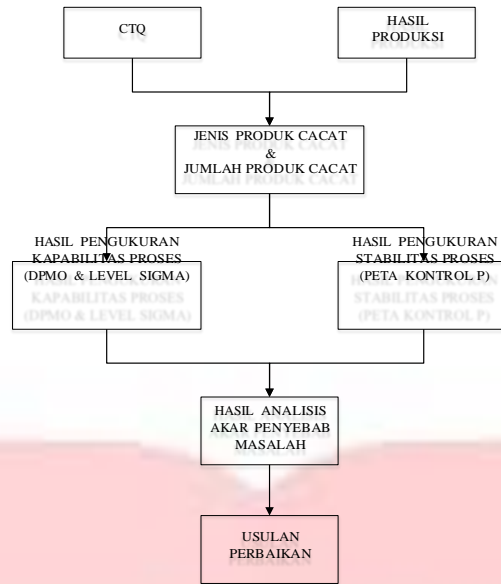 CTQ
HASIL
PRODUKSI
JENIS PRODUK CACAT
&
JUMLAH PRODUK CACAT
HASIL PENGUKURAN
KAPABILITAS PROSES
(DPMO & LEVEL SIGMA)
HASIL PENGUKURAN
STABILITAS PROSES
(PETA KONTROL P)
HASIL ANALISIS
AKAR PENYEBAB
MASALAH
USULAN
PERBAIKAN